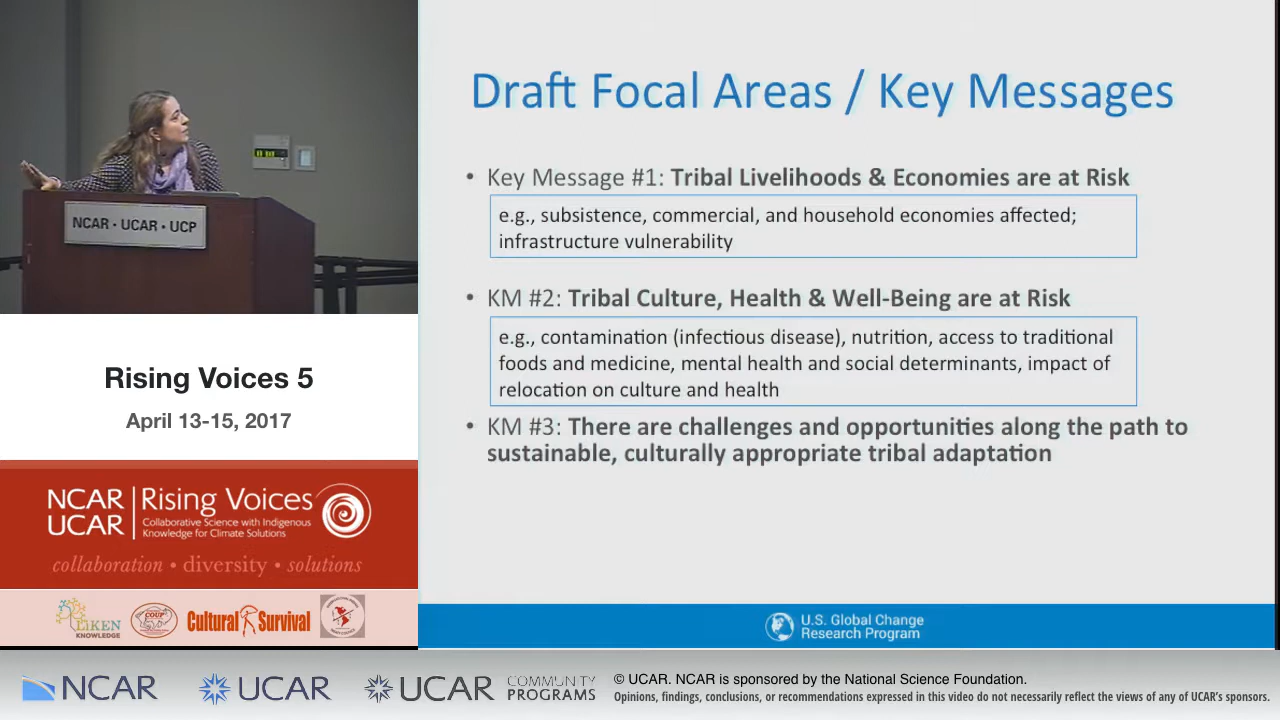 Draft Focal Areas / Key Messages
• Key Message #1: Tribal Livelihoods & Economies are at Risk
e.g., subsistence, commercial, and household economies affected;
infrastructure vulnerability
• KM #2: Tribal Culture, Health & Well-Being are at Risk
e.g., contamination (infectious disease), nutrition, access to traditional
foods and medicine, mental health and social determinants, impact of
relocation on culture and health
• KM #3: There are challenges and opportunities along the path to
sustainable, culturally appropriate tribal adaptation
U.S. Global Change
Research Program
NCAR • UCAR • UCP
Rising Voices 5
April 13-15, 2017
NCAR
UCAR
Rising Voices
Collaborative Science with Indigenous
Knowledge for Climate Solutions
collaboration • diversity • solutions
LiKEN
KNOWLEDGE
COUP
Cultural Survival
NCAR
UCAR
UCAR
COMMUNITY
PROGRAMS
© UCAR. NCAR is sponsored by the National Science Foundation.
Opinions, findings, conclusions, or recommendations expressed in this video do not necessarily reflect the views of any of UCAR's sponsors.